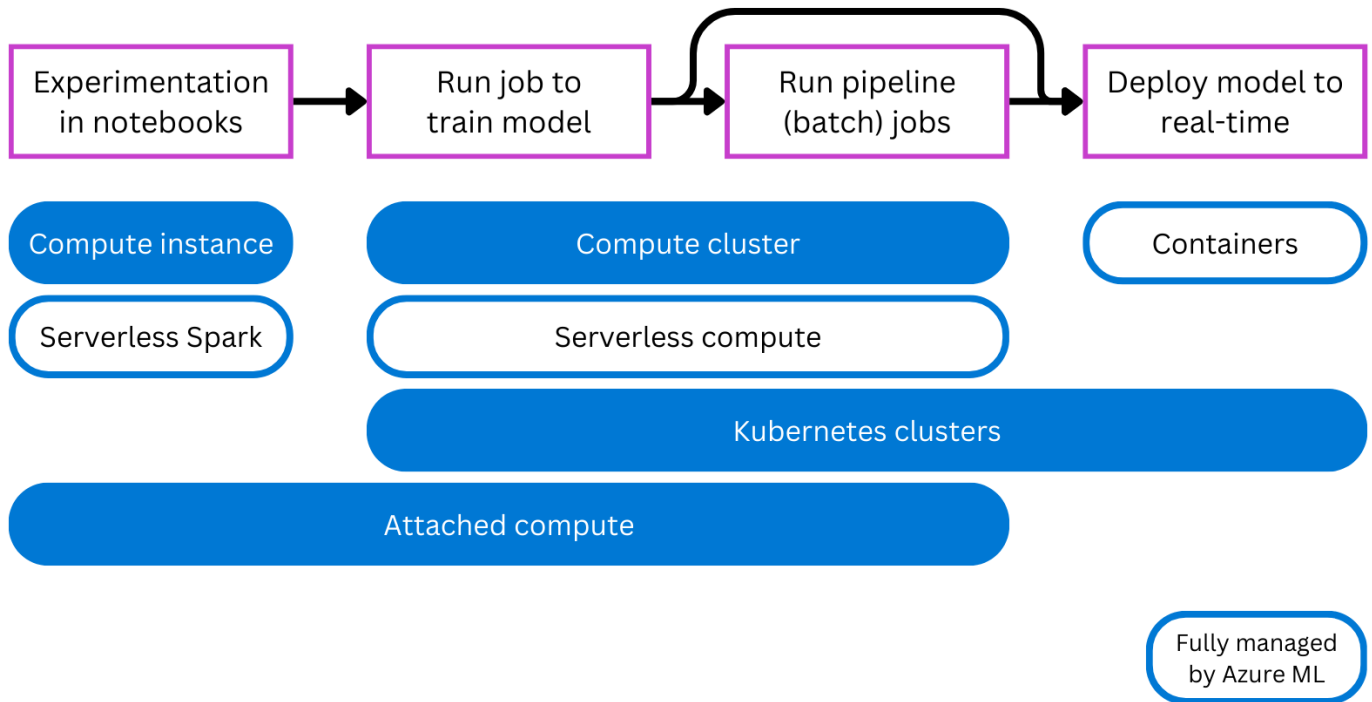 Experimentation
in notebooks
Run job to
train model
Run pipeline
(batch) jobs
Deploy model to
real-time
Compute instance
Compute cluster
Containers
Serverless Spark
Serverless compute
Kubernetes clusters
Attached compute
Fully managed
by Azure ML